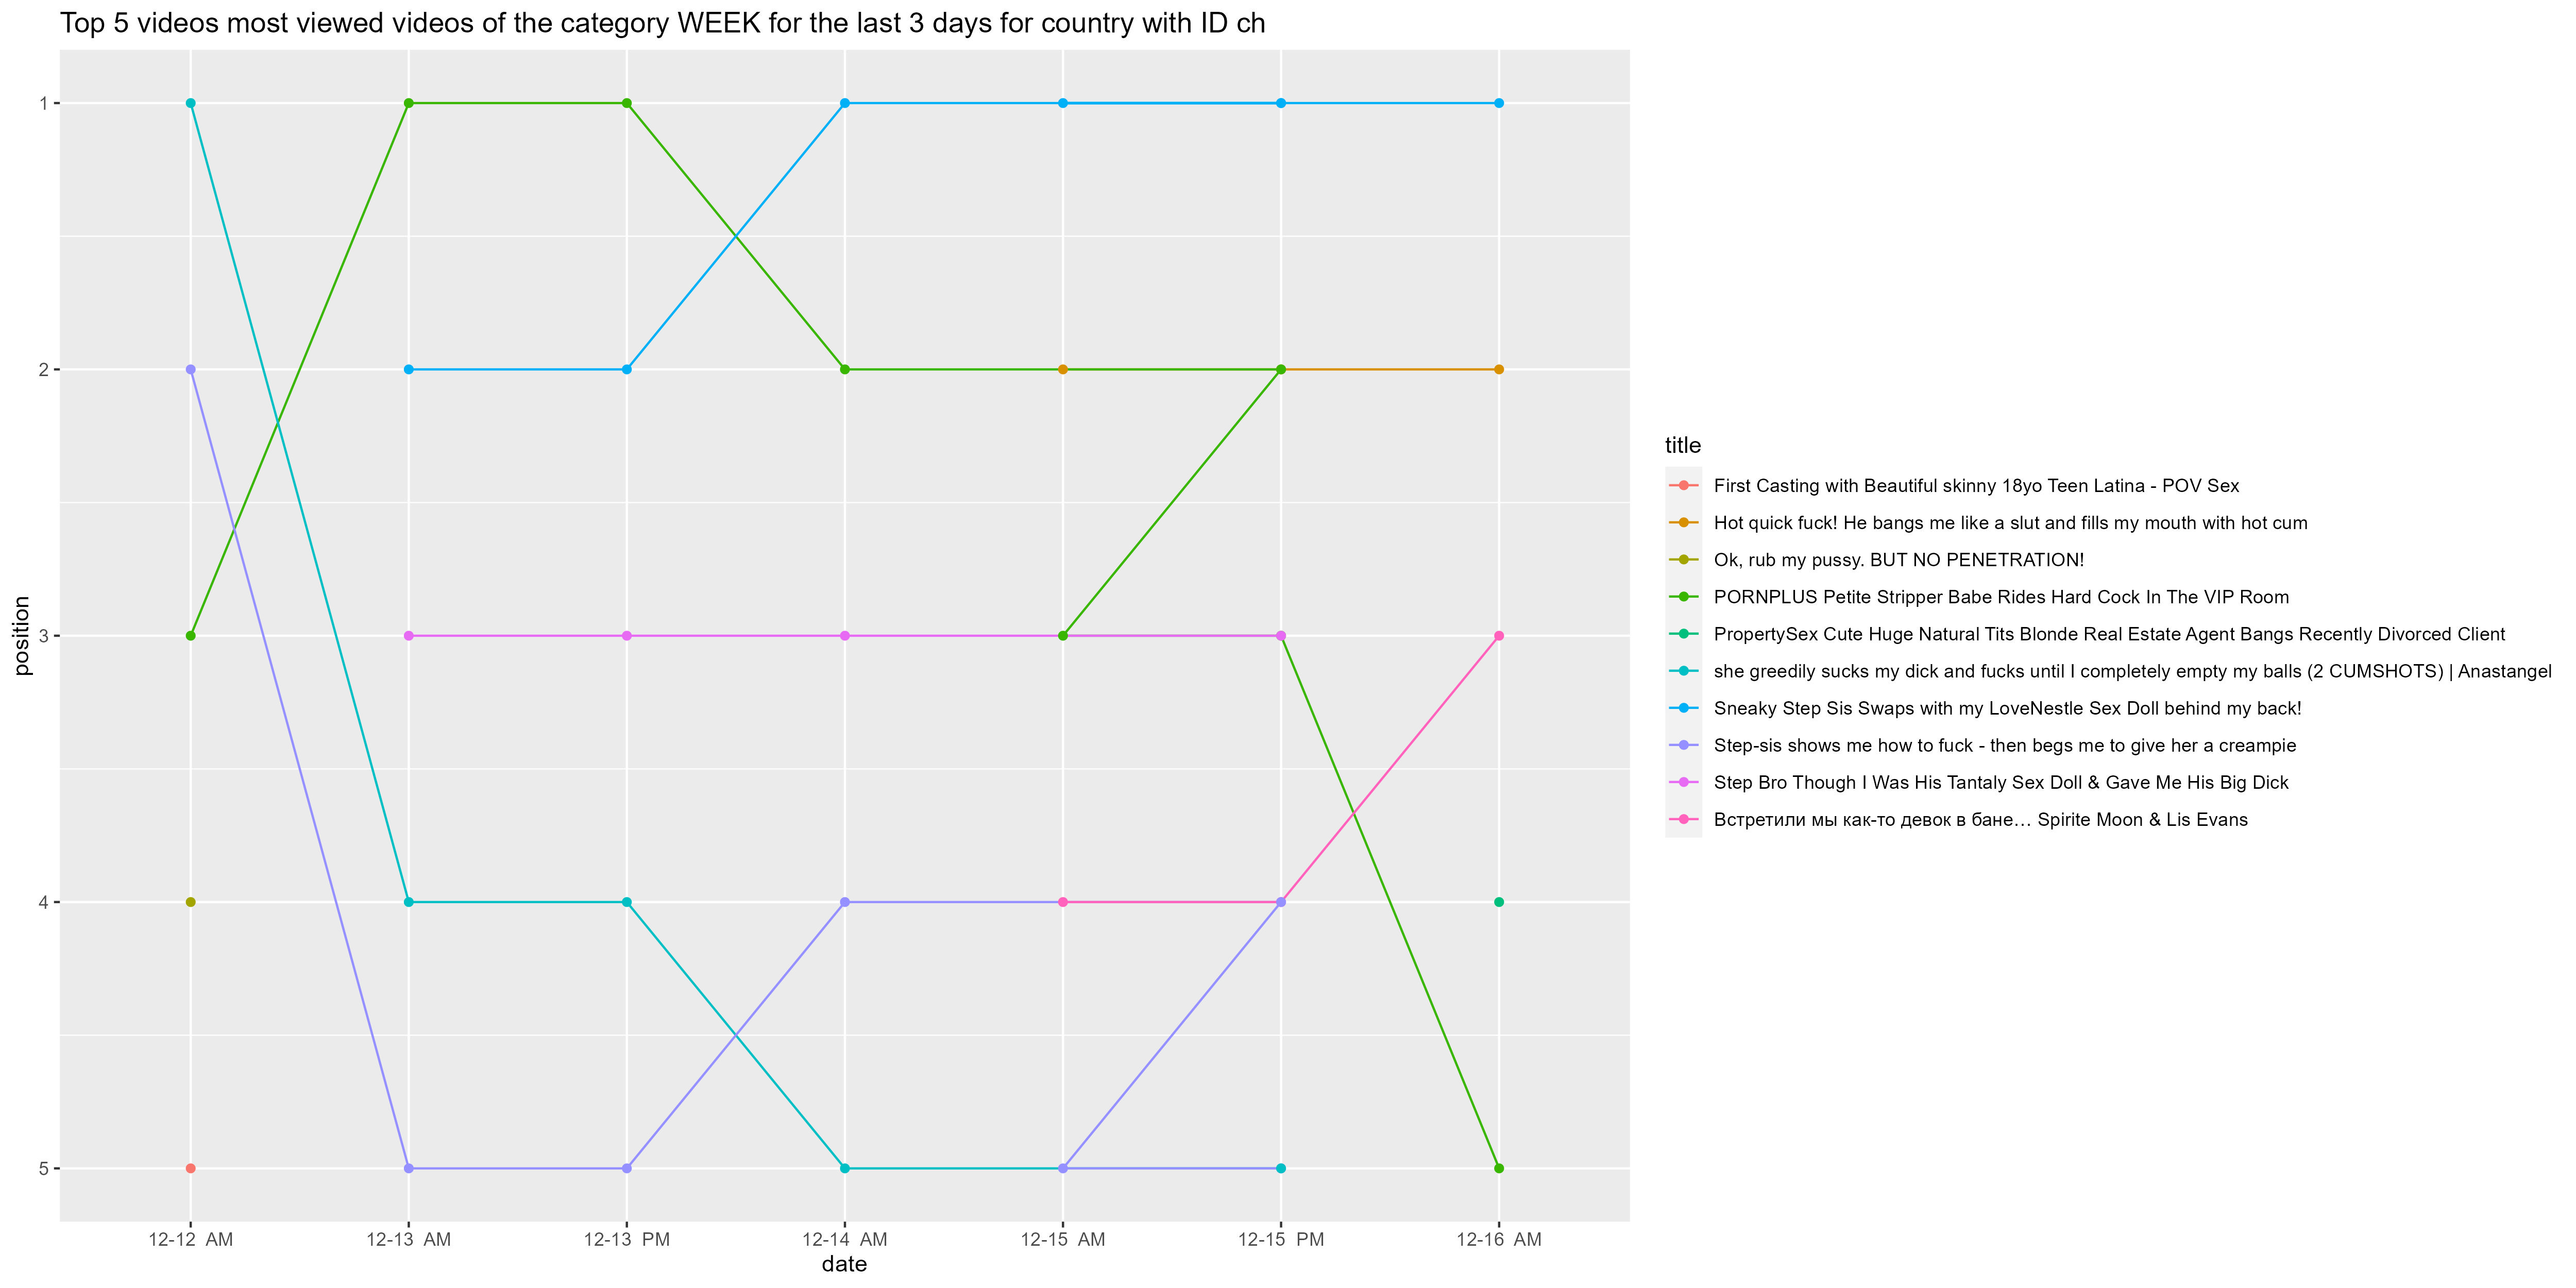 Top 5 videos most viewed videos of the category WEEK for the last 3 days for country with ID ch
position
1
2
3
4
5
12-12 AM
12-13 AM
12-13 PM
12-14 AM
12-15 AM
12-15 PM
12-16 AM
date
title
First Casting with Beautiful skinny 18yo Teen Latina - POV Sex
Hot quick fuck! He bangs me like a slut and fills my mouth with hot cum
Ok, rub my pussy. BUT NO PENETRATION!
PORNPLUS Petite Stripper Babe Rides Hard Cock In The VIP Room
PropertySex Cute Huge Natural Tits Blonde Real Estate Agent Bangs Recently Divorced Client
she greedily sucks my dick and fucks until I completely empty my balls (2 CUMSHOTS) | Anastangel
Sneaky Step Sis Swaps with my LoveNestle Sex Doll behind my back!
Step-sis shows me how to fuck - then begs me to give her a creampie
Step Bro Though I Was His Tantaly Sex Doll & Gave Me His Big Dick
Встретили мы как-то девок в бане… Spirite Moon & Lis Evans